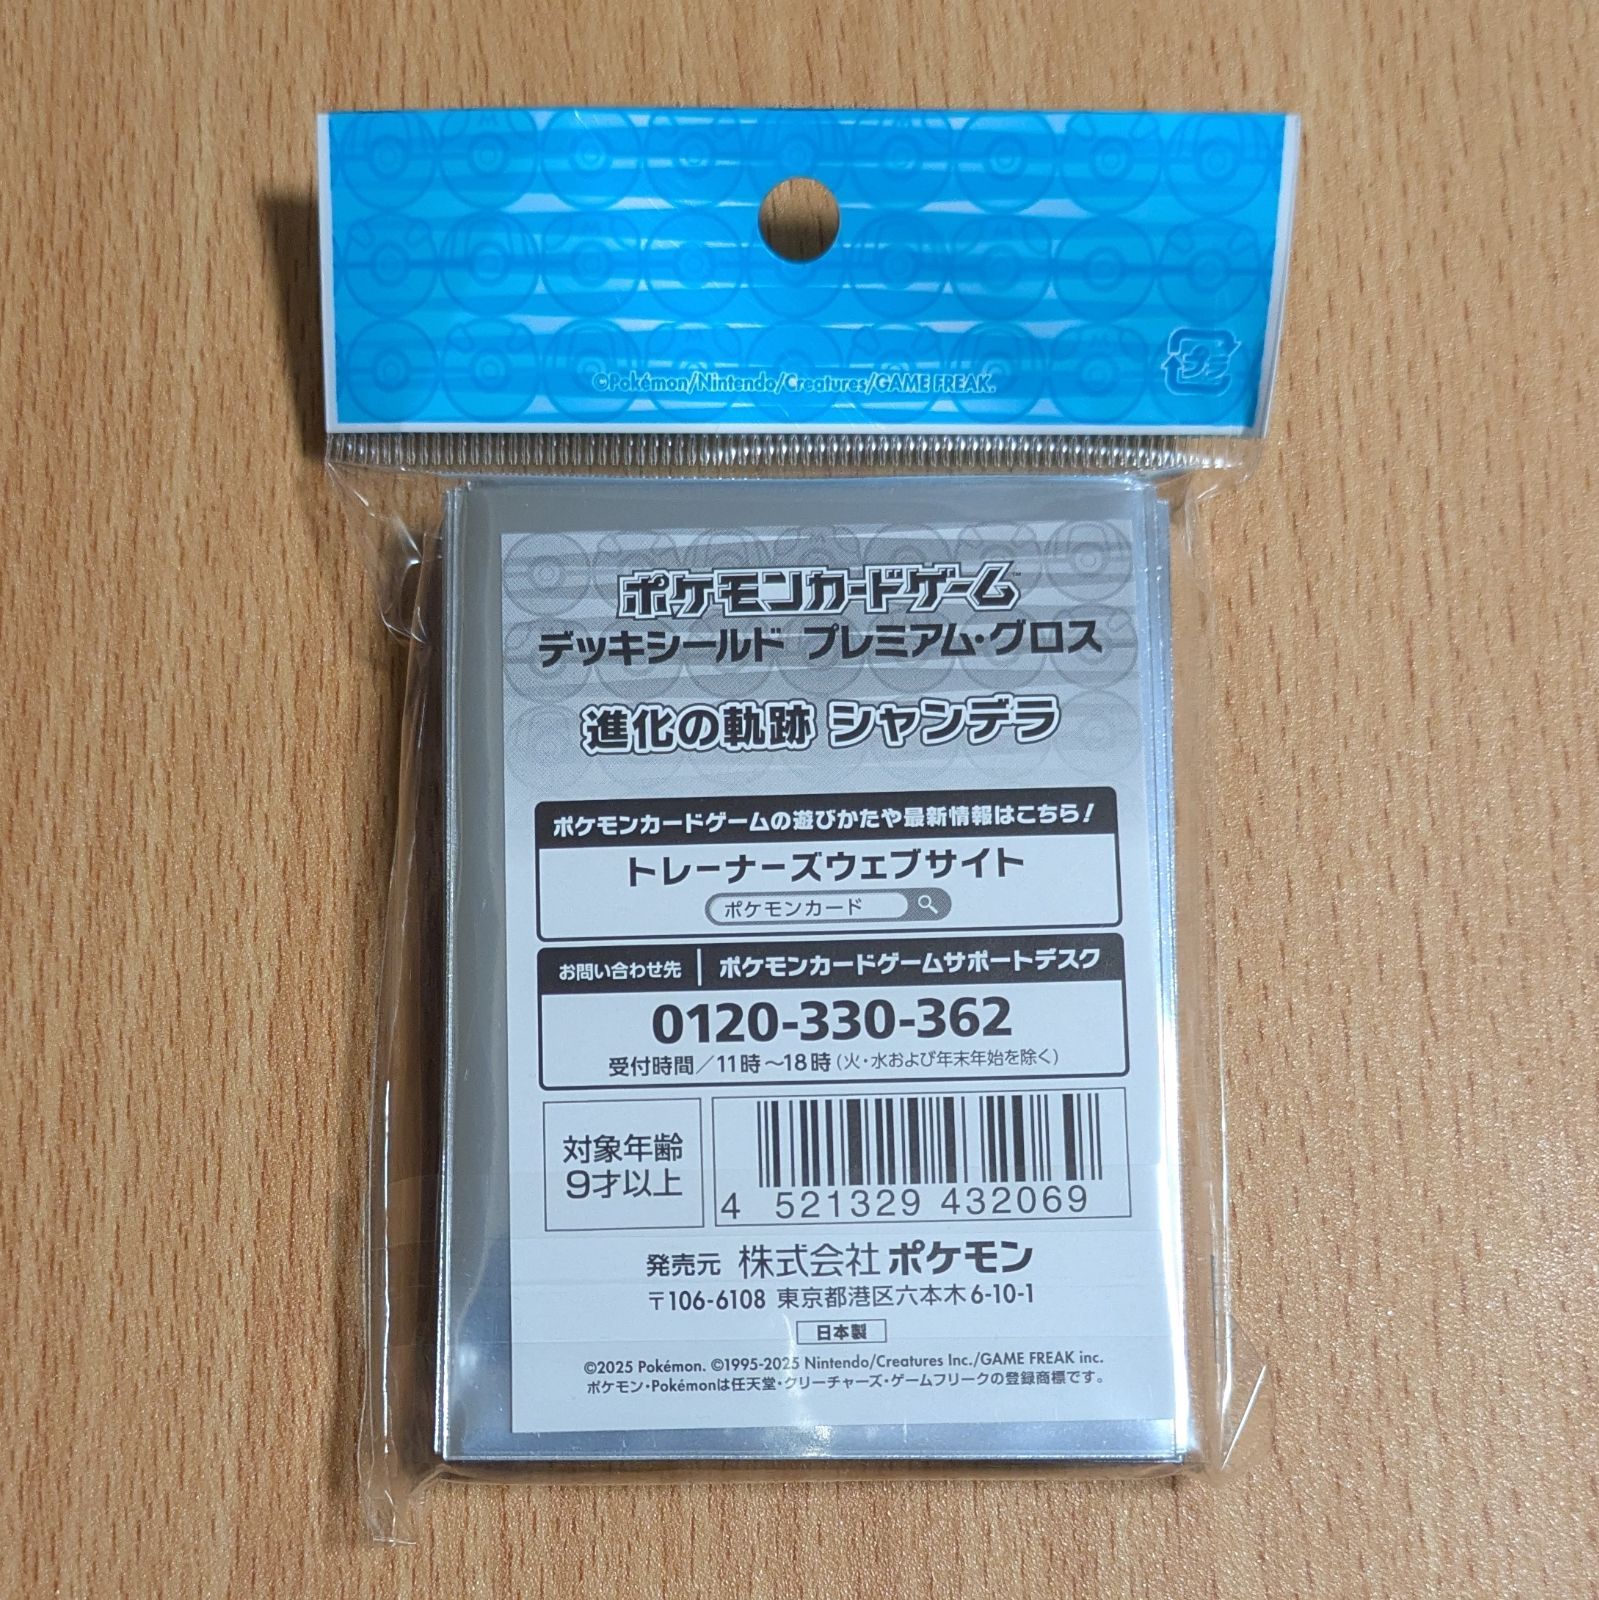 ©Pokémon/Nintendo/Creatures/GAME FREAK.
プラ
ポケモンカードゲーム™
デッキシールド プレミアム・グロス
進化の軌跡 シャンデラ
ポケモンカードゲームの遊びかたや最新情報はこちら!
トレーナーズウェブサイト
ポケモンカード
お問い合わせ先 ポケモンカードゲームサポートデスク
0120-330-362
受付時間/11時~18時(火・水および年末年始を除く)
対象年齢
9才以上
4 521329 432069
発売元 株式会社 ポケモン
〒106-6108 東京都港区六本木6-10-1
日本製
©2025 Pokémon. ©1995-2025 Nintendo/Creatures Inc./GAME FREAK inc.
ポケモン・Pokémonは任天堂・クリーチャーズ・ゲームフリークの登録商標です。